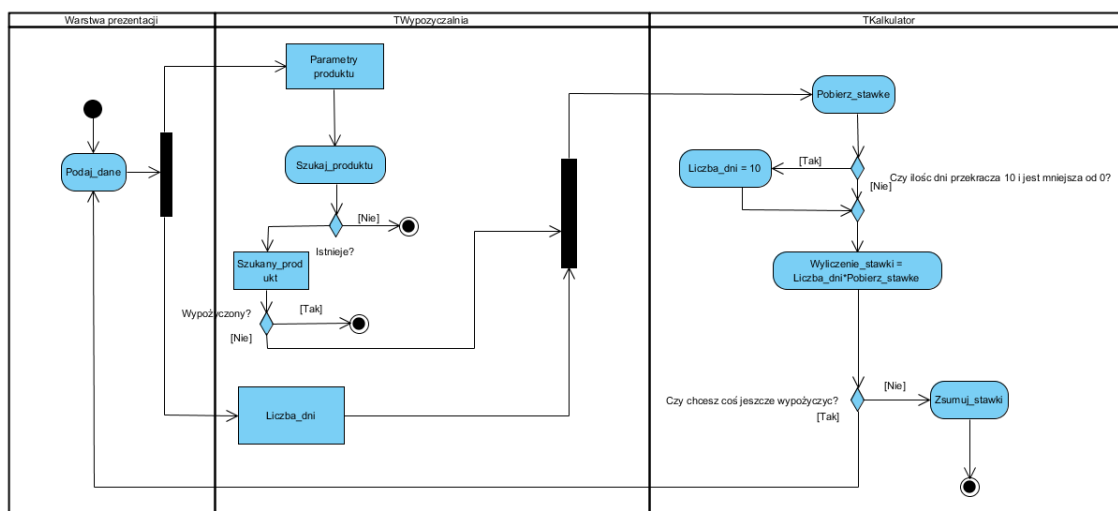 Warstwa prezentacji
TWypozyczalnia
TKalkulator
Parametry
produktu
Podaj_dane
Szukaj_produktu
[Nie]
Istnieje?
Szukany_prod
ukt
Wypożyczony?
[Tak]
[Nie]
Liczba_dni
Pobierz_stawke
[Tak]
Liczba_dni = 10
Czy ilośc dni przekracza 10 i jest mniejsza od 0?
[Nie]
Wyliczenie_stawki =
Liczba_dni*Pobierz_stawke
[Nie]
Czy chcesz coś jeszcze wypożyczyc?
[Tak]
Zsumuj_stawki